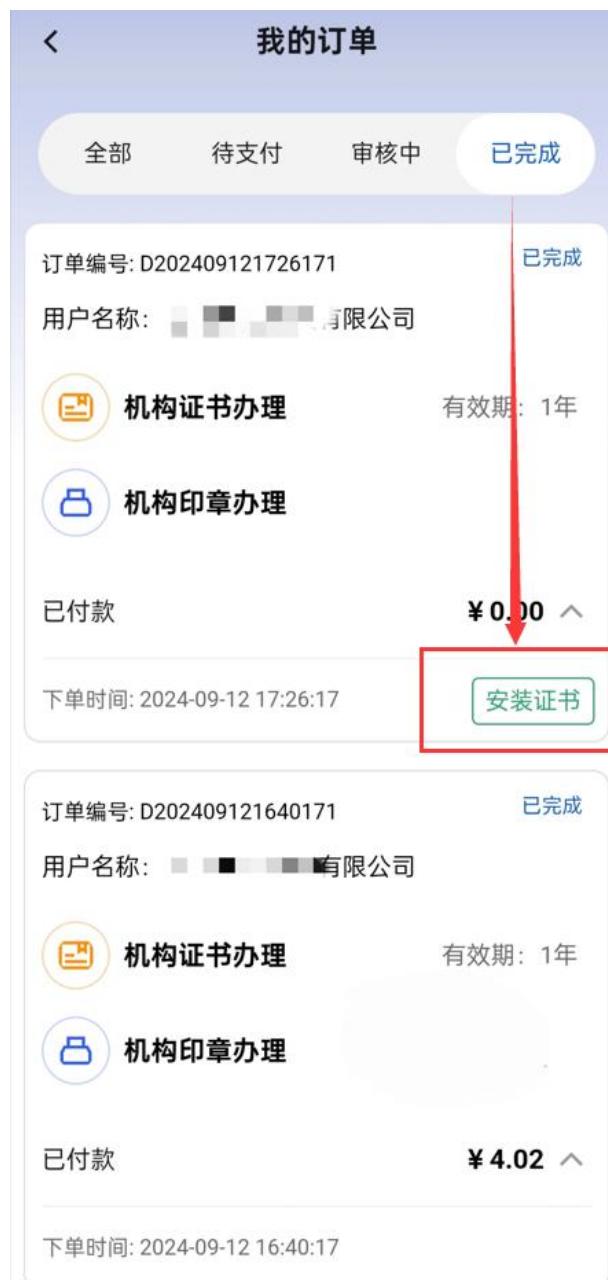 我的订单
全部 待支付 审核中 已完成
订单编号: D202409121726171 已完成
用户名称: 有限公司
机构证书办理 有效期: 1年
机构印章办理
已付款 ¥ 0.00
下单时间: 2024-09-12 17:26:17 安装证书
订单编号: D202409121640171 已完成
用户名称: 有限公司
机构证书办理 有效期: 1年
机构印章办理
已付款 ¥ 4.02
下单时间: 2024-09-12 16:40:17